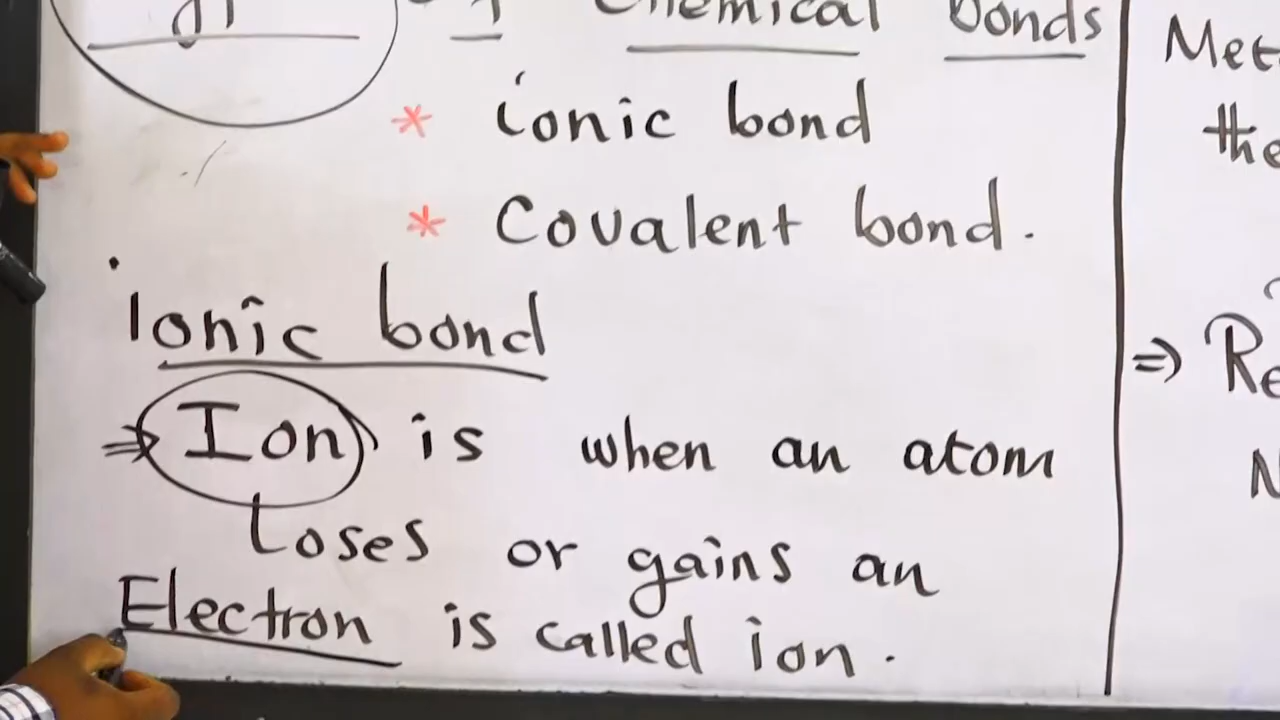 Chemical bonds
* ionic bond
* Covalent bond.
ionic bond
⇒ Ion is when an atom
Loses or gains an
Electron is called ion.
the
⇒